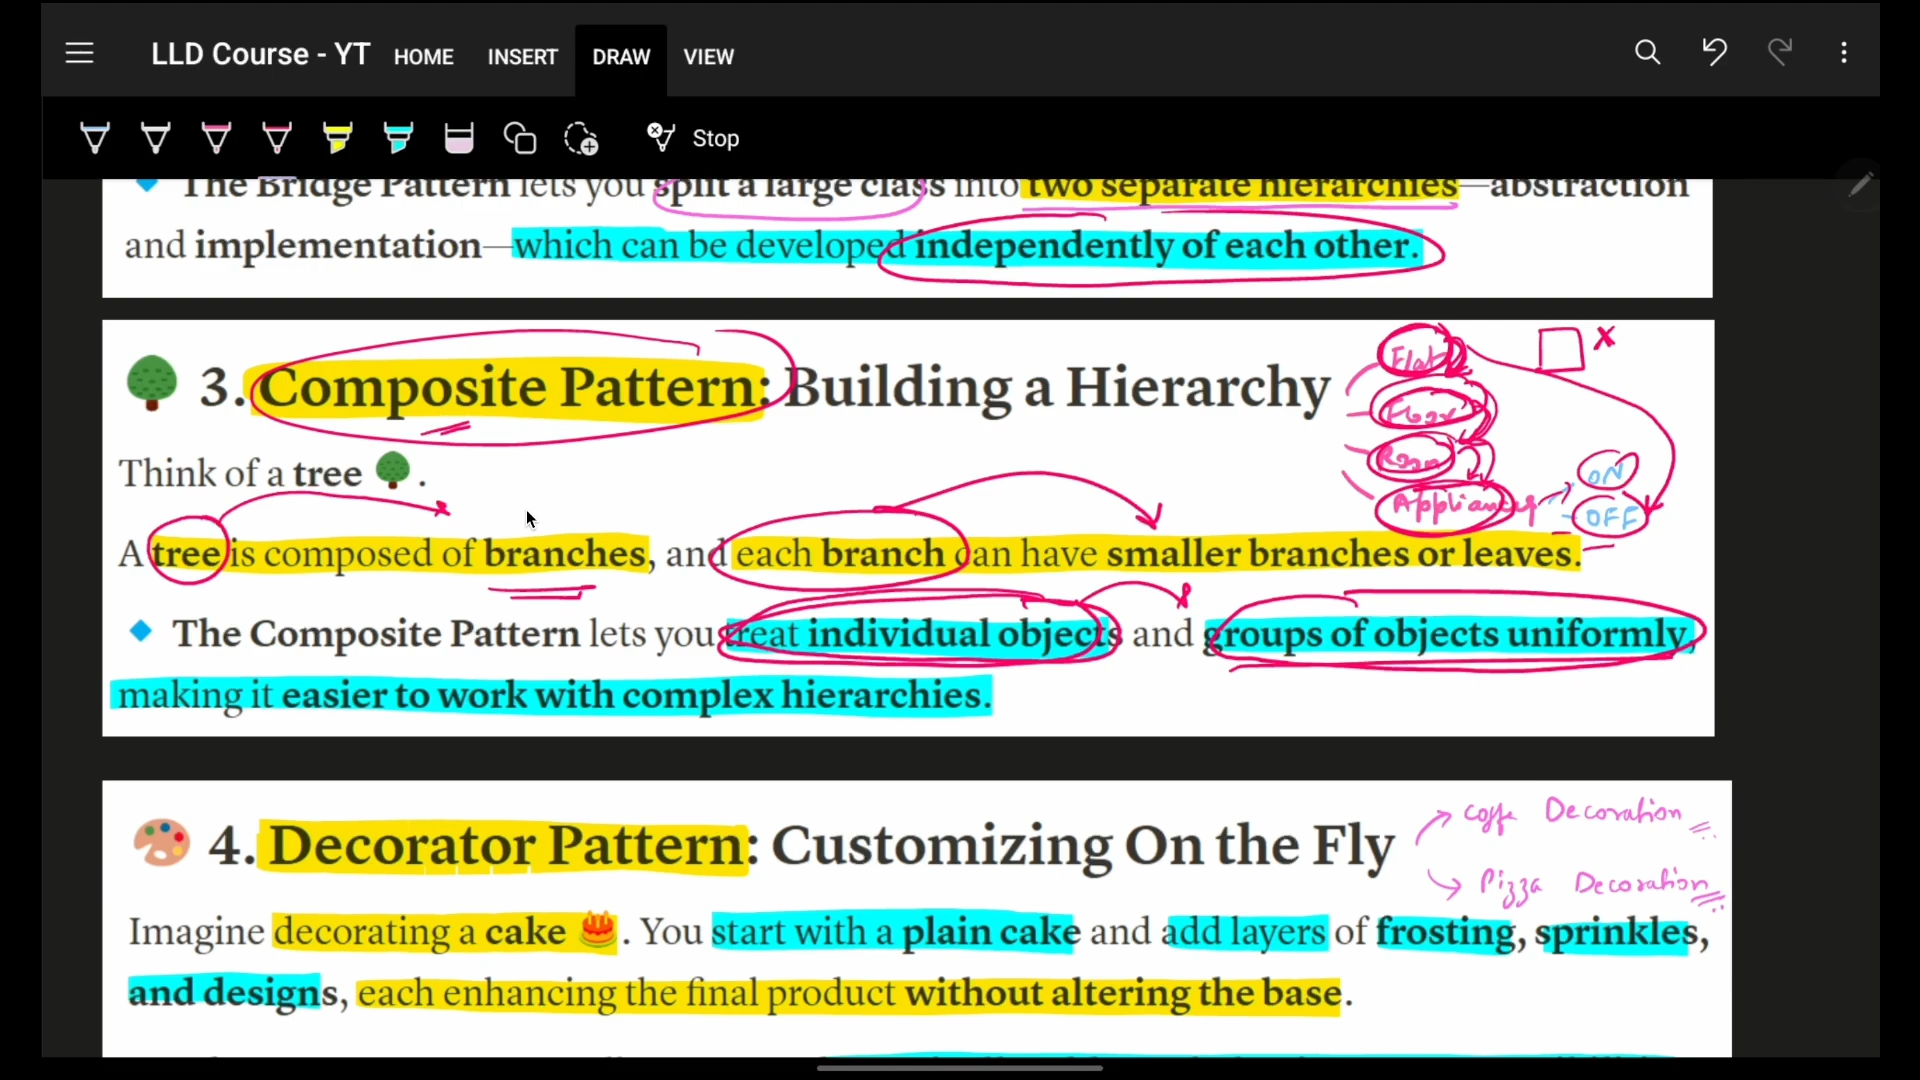 LLD Course - YT HOME INSERT DRAW VIEW
Stop
The Bridge Pattern lets you split a large class into two separate hierarchies—abstraction
and implementation—which can be developed independently of each other.
3. Composite Pattern: Building a Hierarchy
Flat
Floor
Room
Appliances
ON
OFF
Think of a tree 🌳.
A tree is composed of branches, and each branch can have smaller branches or leaves.
The Composite Pattern lets you treat individual objects and groups of objects uniformly,
making it easier to work with complex hierarchies.
4. Decorator Pattern: Customizing On the Fly
Coffe Decoration
Pizza Decoration
Imagine decorating a cake 🎂. You start with a plain cake and add layers of frosting, sprinkles,
and designs, each enhancing the final product without altering the base.